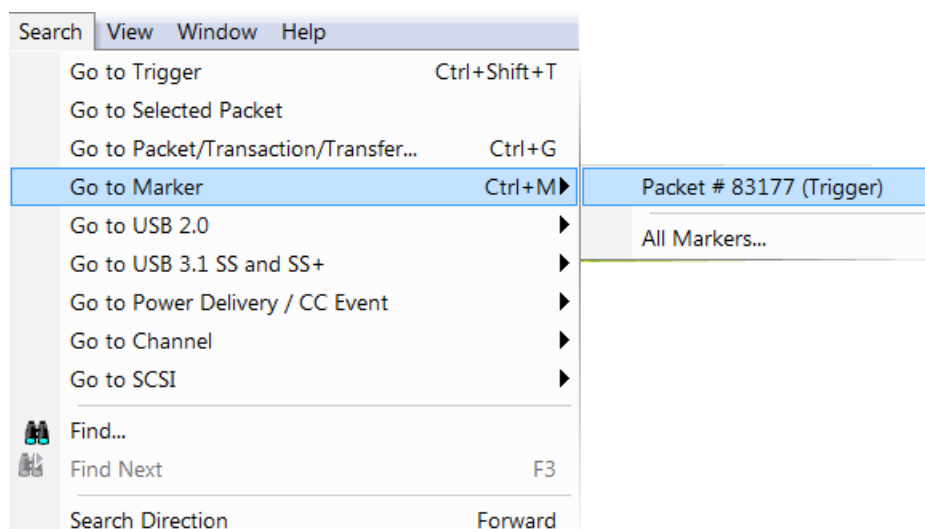 Search View Window Help
Go to Trigger Ctrl+Shift+T
Go to Selected Packet
Go to Packet/Transaction/Transfer... Ctrl+G
Go to Marker Ctrl+M Packet # 83177 (Trigger)
Go to USB 2.0
All Markers...
Go to USB 3.1 SS and SS+
Go to Power Delivery / CC Event
Go to Channel
Go to SCSI
Find...
Find Next F3
Search Direction Forward